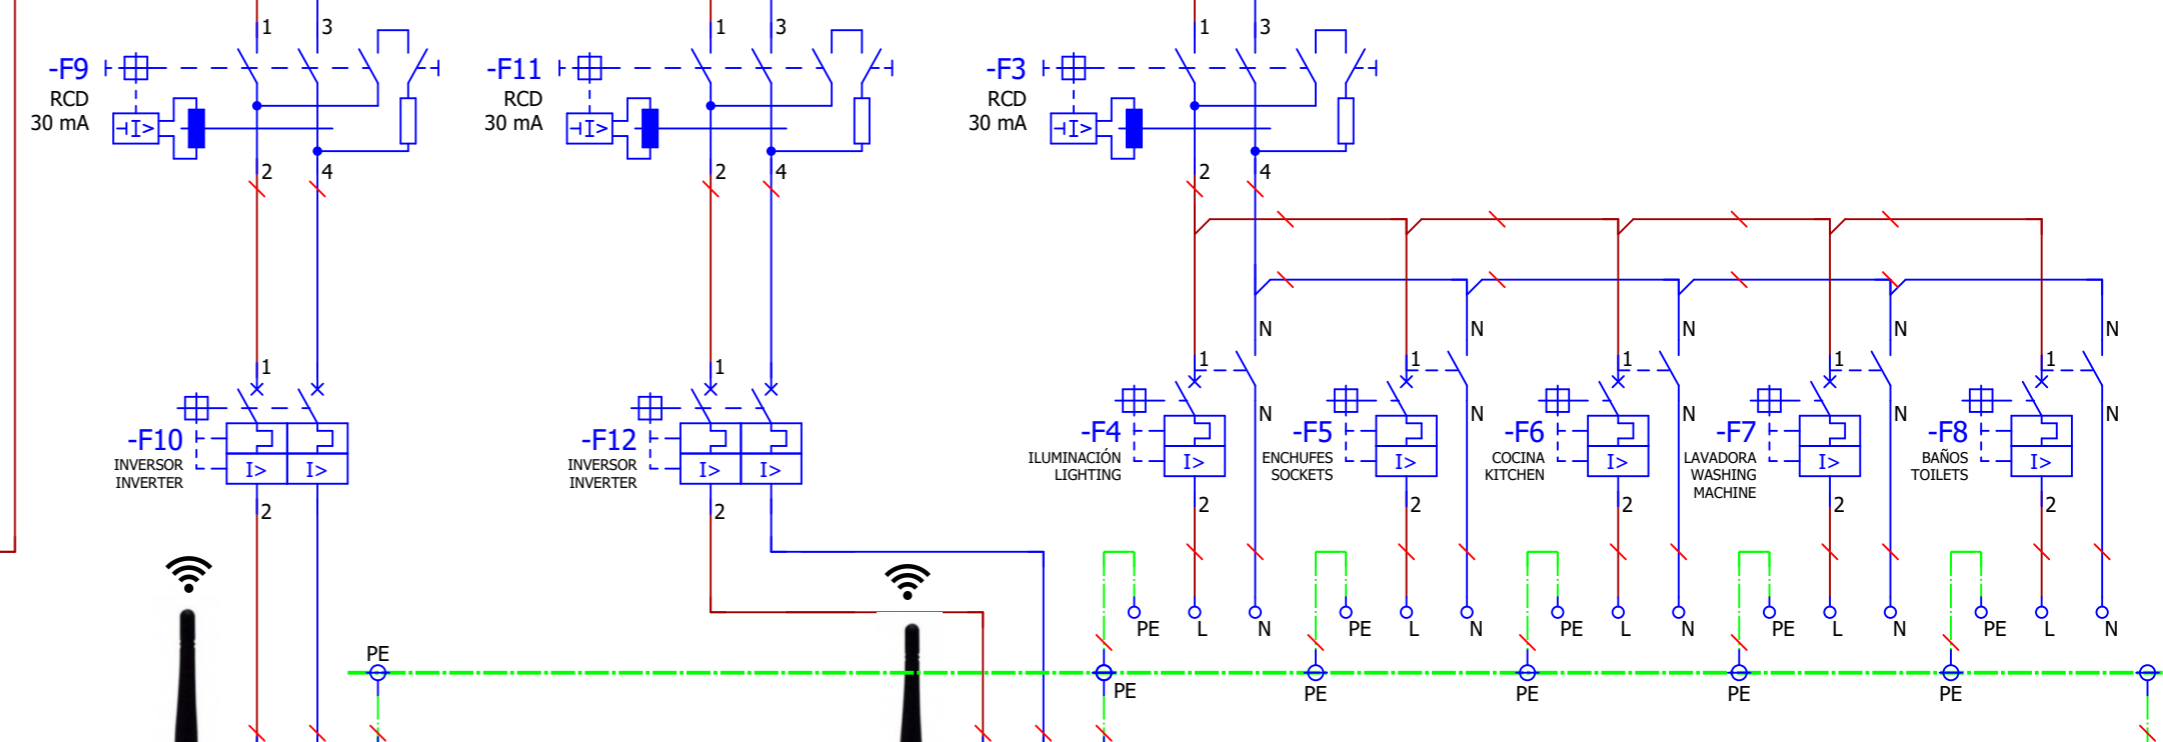 1 3 1 3 1 3
-F9 -F11 -F3
RCD RCD RCD
30 mA 30 mA 30 mA
⊣I> ⊣I> ⊣I>
2 4 2 4 2 4
N N N N N
1 1 1 1 1 1 1
N N N N N
-F10 -F12 -F4 -F5 -F6 -F7 -F8
INVERSOR INVERSOR ILUMINACIÓN ENCHUFES COCINA LAVADORA BAÑOS
INVERTER INVERTER LIGHTING SOCKETS KITCHEN WASHING TOILETS
MACHINE
I> I> I> I> I> I> I> I> I>
2 2 2 2 2 2 2
PE L N PE L N PE L N PE L N PE L N
PE
PE PE PE PE PE